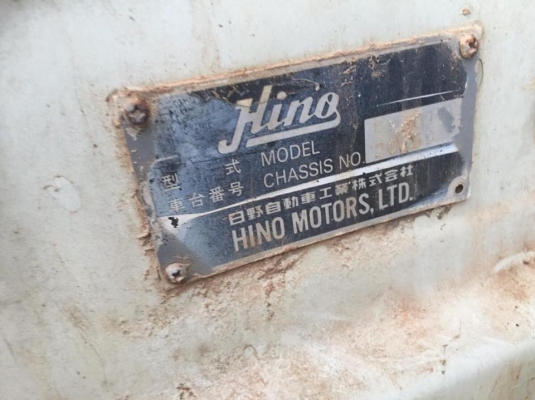 Hino
型式 MODEL
車台番号 CHASSIS NO.
日野自動車工業株式会社
HINO MOTORS, LTD.